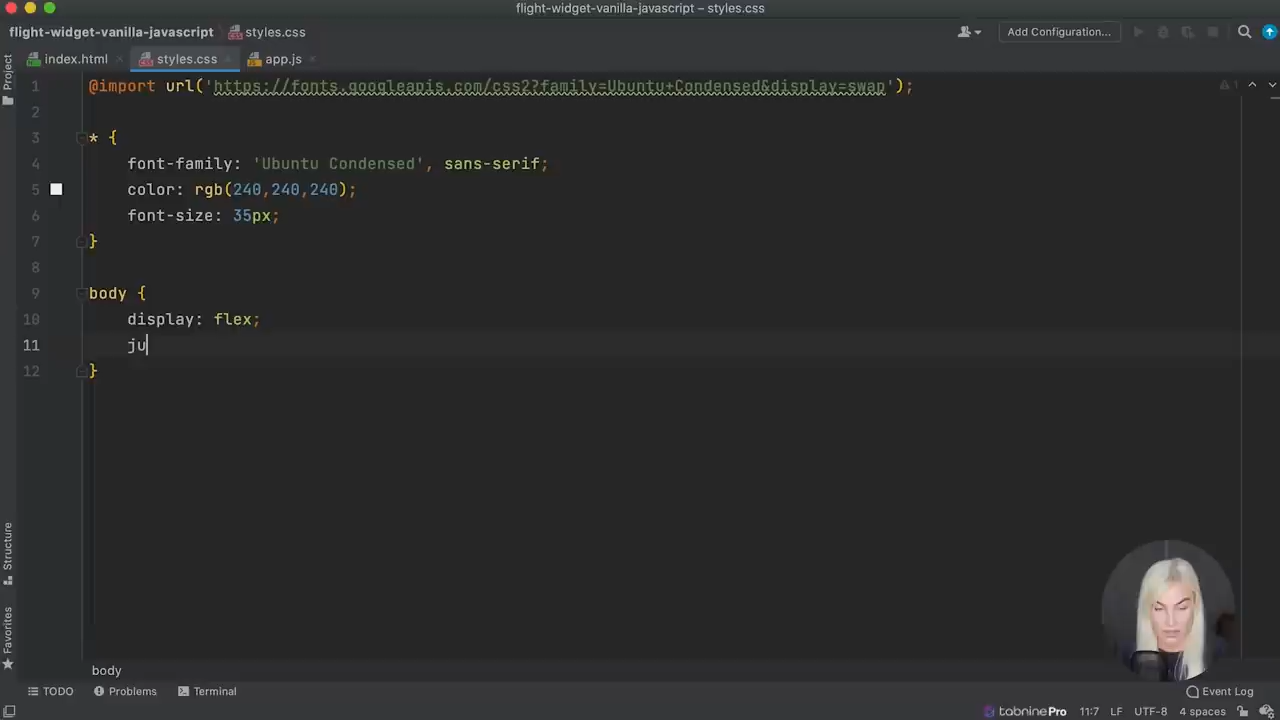 flight-widget-vanilla-javascript – styles.css
flight-widget-vanilla-javascript styles.css Add Configuration...
Project
index.html styles.css app.js
1 @import url('https://fonts.googleapis.com/css2?family=Ubuntu+Condensed&display=swap'); 1
2
3 * {
4 font-family: 'Ubuntu Condensed', sans-serif;
5 color: rgb(240,240,240);
6 font-size: 35px;
7 }
8
9 body {
10 display: flex;
11 ju
12 }
Structure
Favorites
body
TODO Problems Terminal Event Log
tabnine Pro 11:7 LF UTF-8 4 spaces